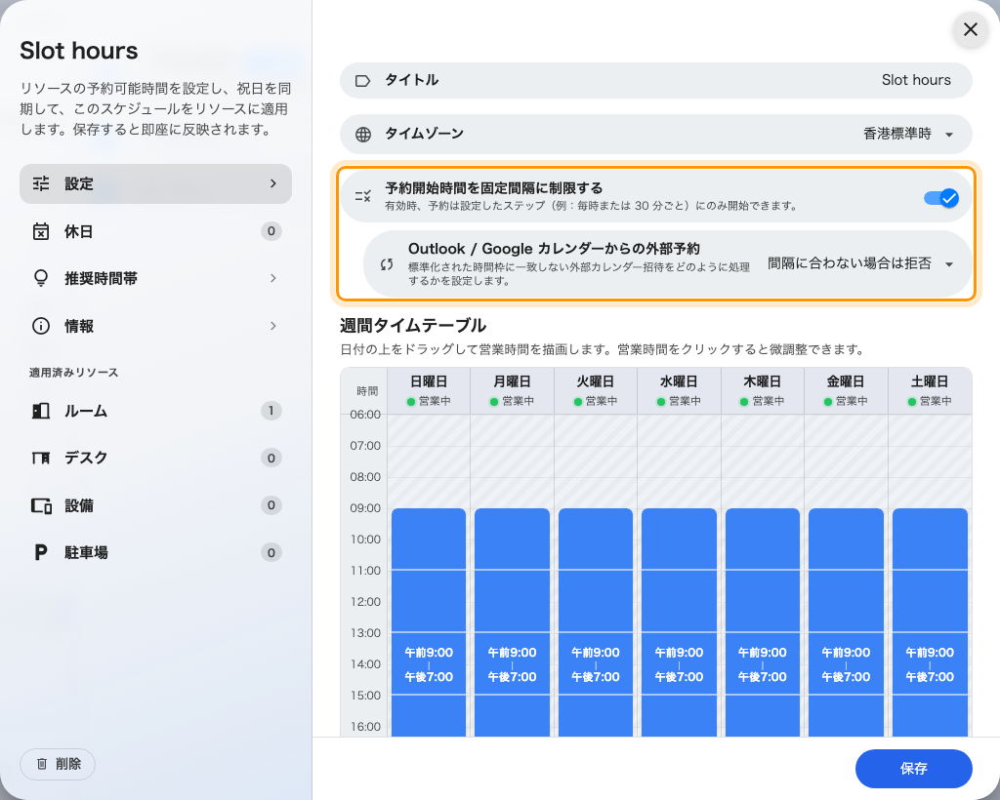 Slot hours
リソースの予約可能時間を設定し、祝日を同
期して、このスケジュールをリソースに適用
します。保存すると即座に反映されます。
設定
休日 0
推奨時間帯
情報
適用済みリソース
ルーム 1
デスク 0
設備 0
駐車場 0
削除
タイトル Slot hours
タイムゾーン 香港標準時
予約開始時間を固定間隔に制限する
有効時、予約は設定したステップ（例：毎時または 30 分ごと）にのみ開始できます。
Outlook / Google カレンダーからの外部予約
標準化された時間枠に一致しない外部カレンダー招待をどのように処理
するかを設定します。
間隔に合わない場合は拒否
週間タイムテーブル
日付の上をドラッグして営業時間を描画します。営業時間をクリックすると微調整できます。
時間 日曜日 月曜日 火曜日 水曜日 木曜日 金曜日 土曜日
営業中 営業中 営業中 営業中 営業中 営業中 営業中
06:00
07:00
08:00
09:00
10:00
11:00
12:00
13:00
午前9:00 午前9:00 午前9:00 午前9:00 午前9:00 午前9:00 午前9:00
14:00
午後7:00 午後7:00 午後7:00 午後7:00 午後7:00 午後7:00 午後7:00
15:00
16:00
保存